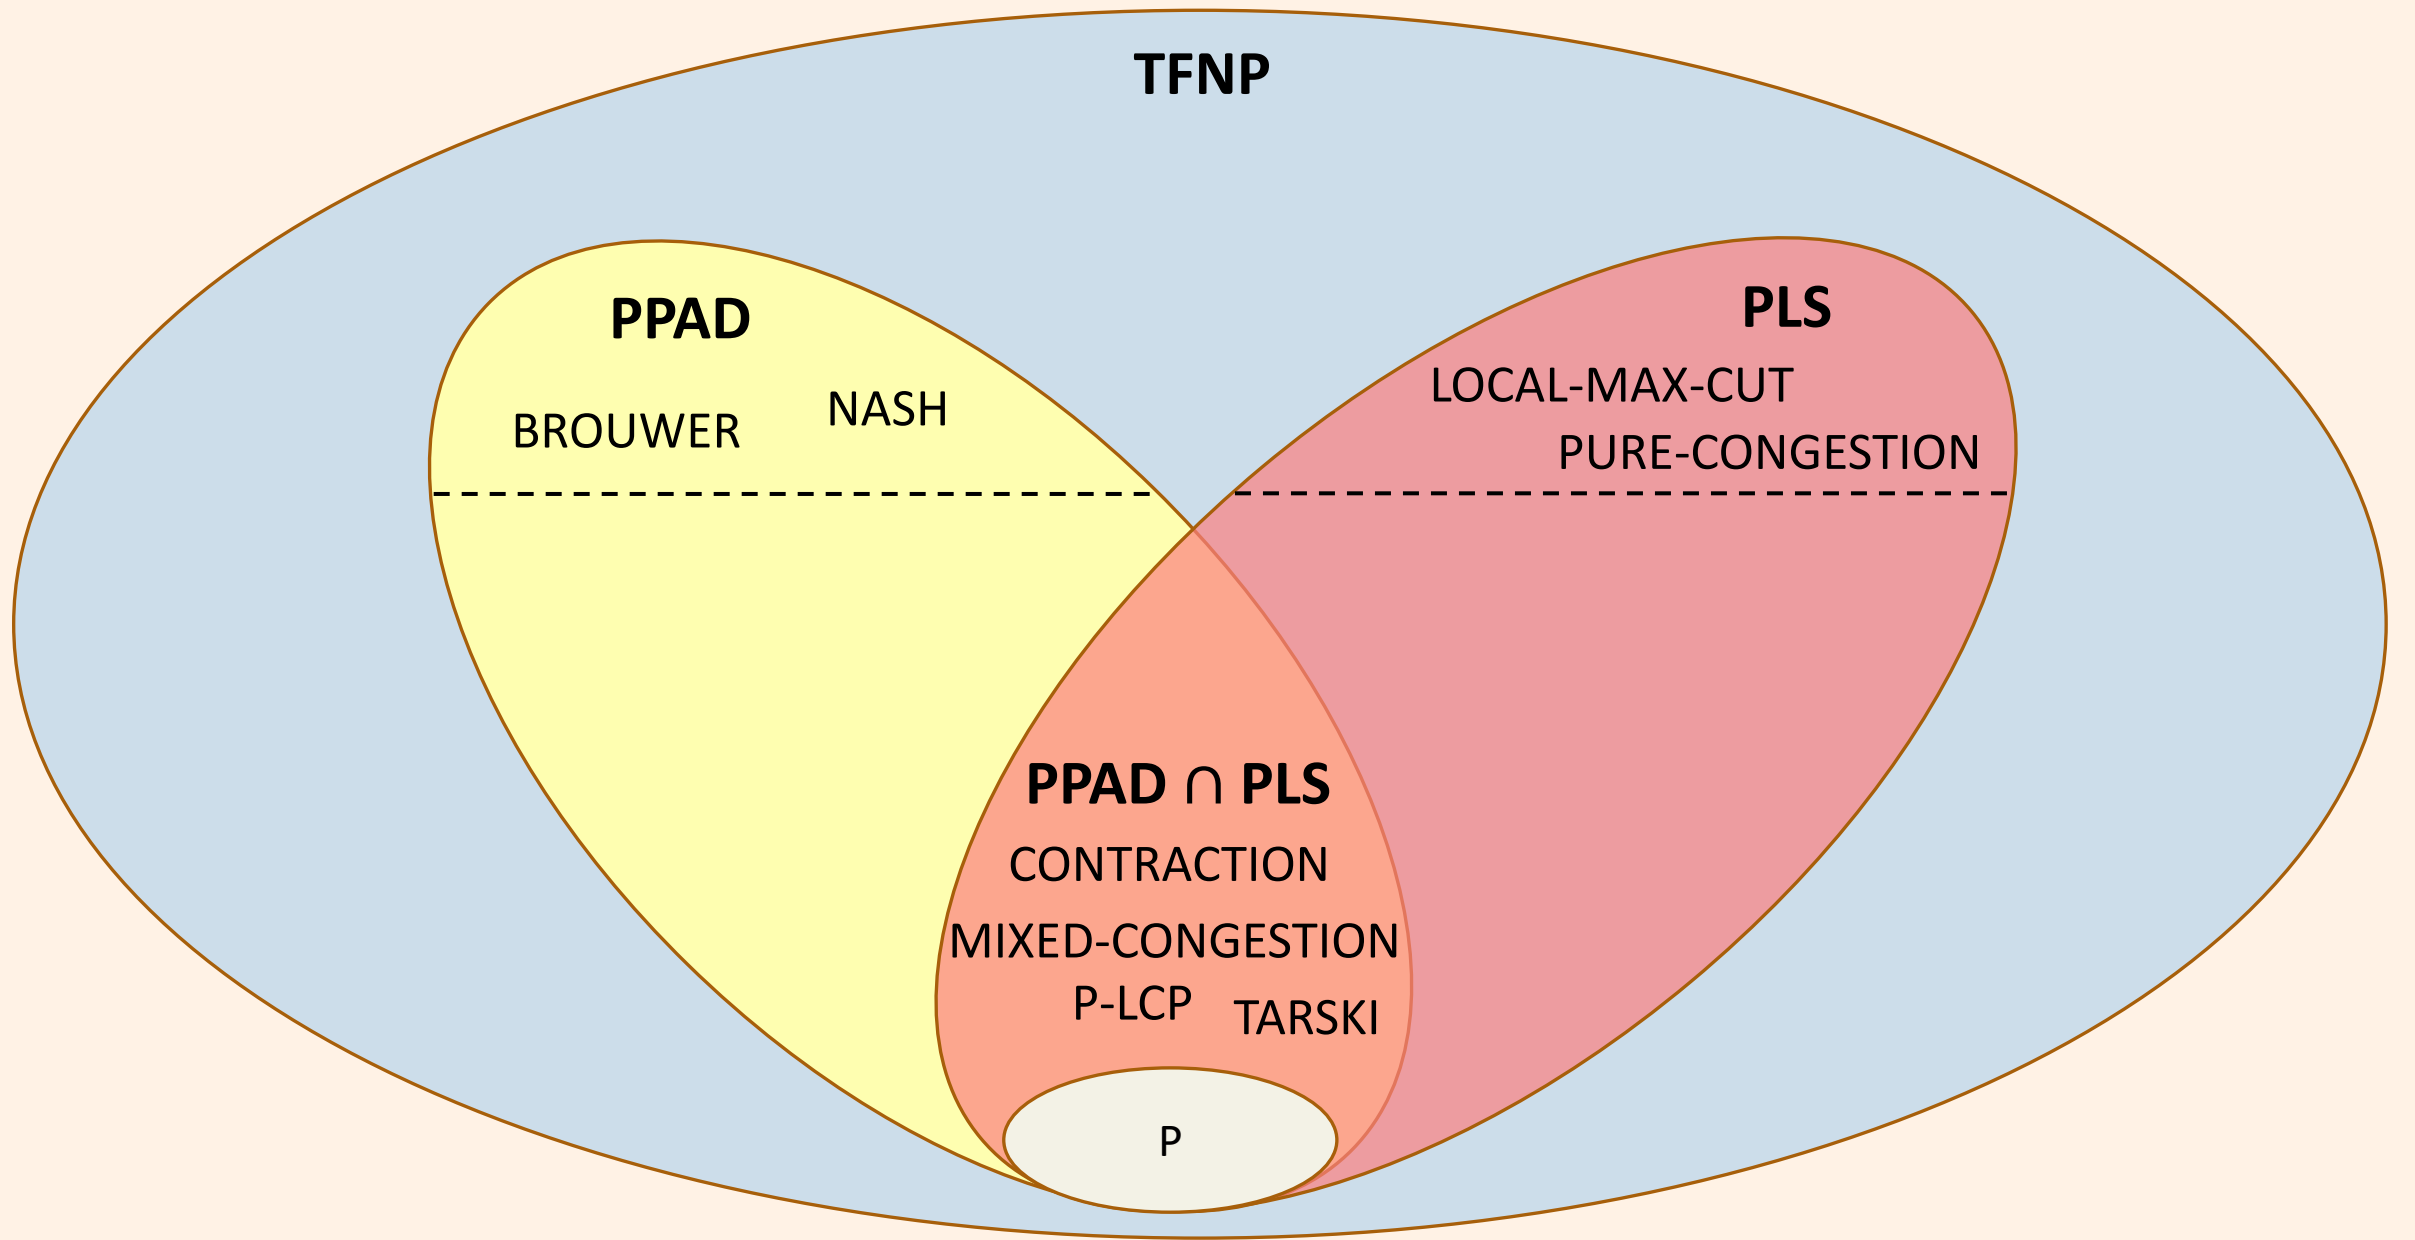 TFNP
PPAD
BROUWER
NASH
PLS
LOCAL-MAX-CUT
PURE-CONGESTION
PPAD ∩ PLS
CONTRACTION
MIXED-CONGESTION
P-LCP
TARSKI
P